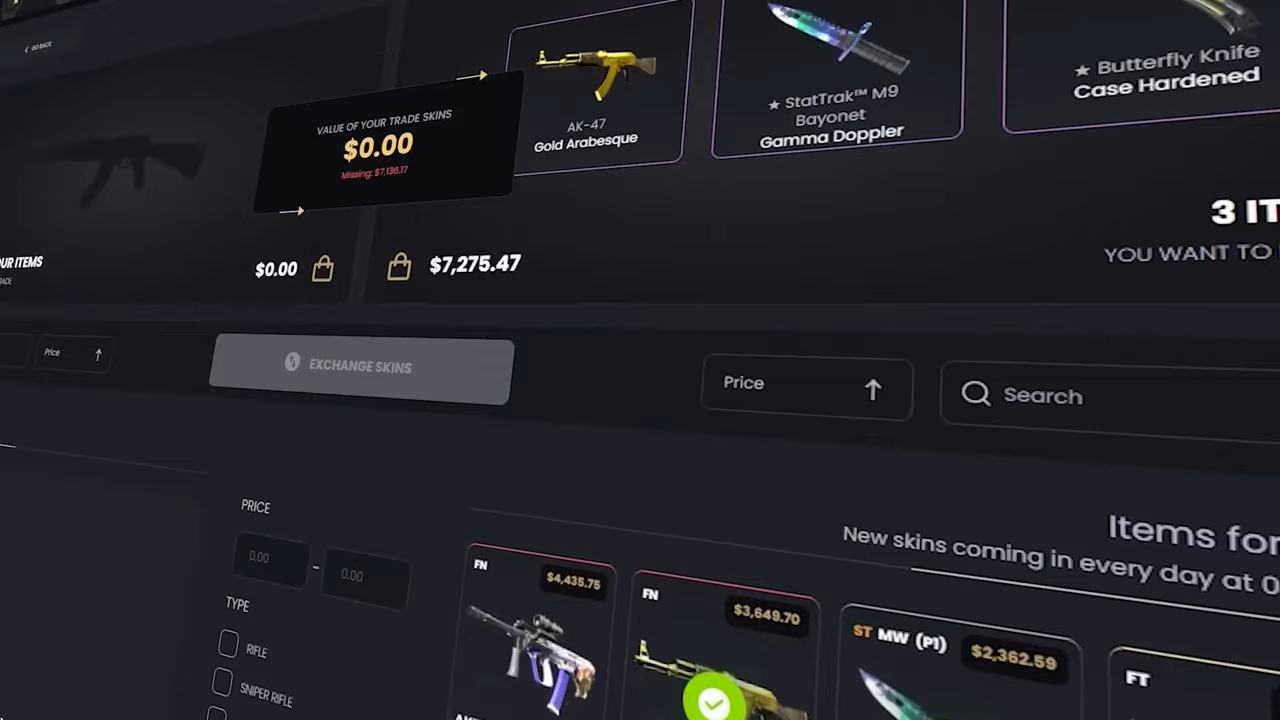 GO BACK
VALUE OF YOUR TRADE SKINS
$0.00
Missing: $7,136.17
AK-47
Gold Arabesque
★ StatTrak™ M9
Bayonet
Gamma Doppler
★ Butterfly Knife
Case Hardened
3 IT
YOU WANT TO
UR ITEMS
RADE
$0.00
$7,275.47
Price
EXCHANGE SKINS
Price
Search
Items for
New skins coming in every day at 0
PRICE
0.00 - 0.00
TYPE
RIFLE
SNIPER RIFLE
FN $4,435.75
FN $3,649.70
ST MW (P1) $2,362.59
FT